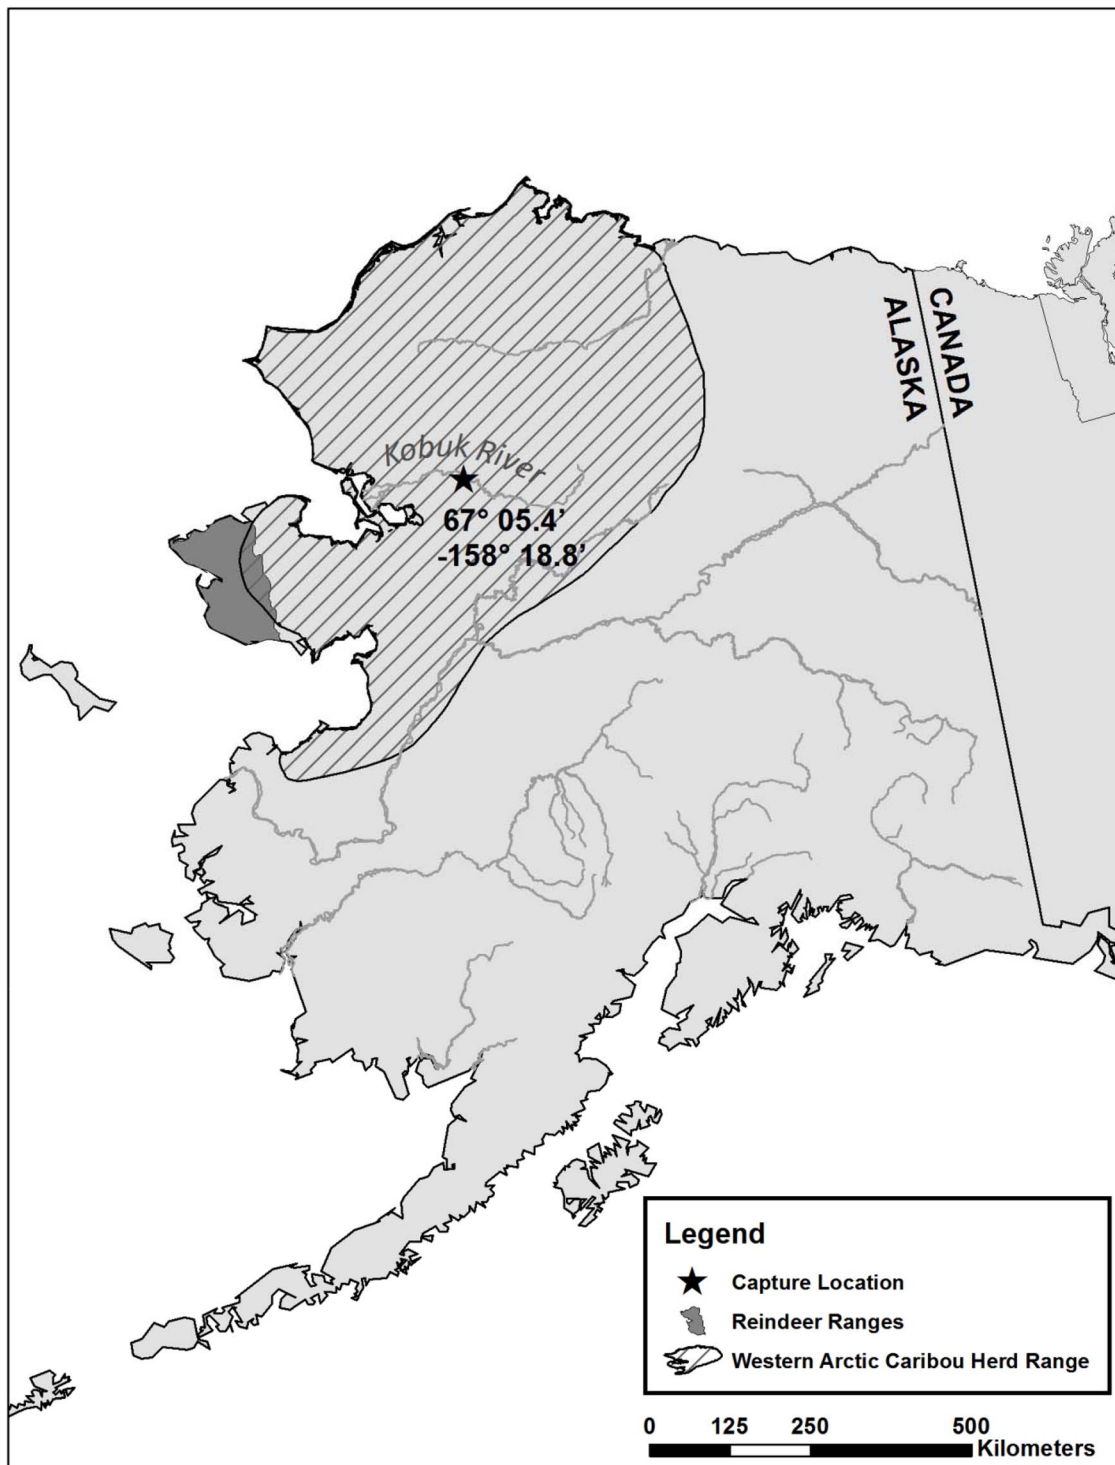 CANADA
ALASKA
Kobuk River
67° 05.4’
-158° 18.8’
Legend
Capture Location
Reindeer Ranges
Western Arctic Caribou Herd Range
0 125 250 500
Kilometers